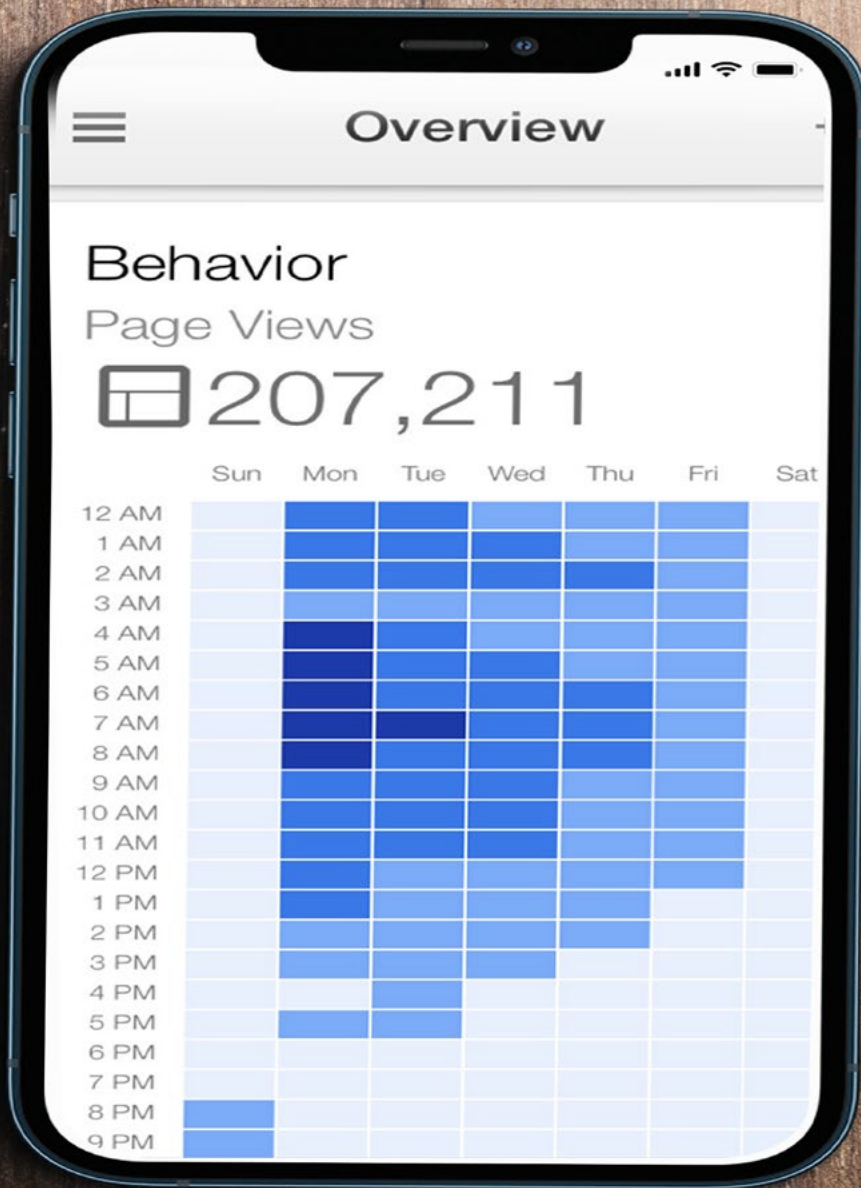 Overview
Behavior
Page Views
207,211
Sun Mon Tue Wed Thu Fri Sat
12 AM
1 AM
2 AM
3 AM
4 AM
5 AM
6 AM
7 AM
8 AM
9 AM
10 AM
11 AM
12 PM
1 PM
2 PM
3 PM
4 PM
5 PM
6 PM
7 PM
8 PM
9 PM